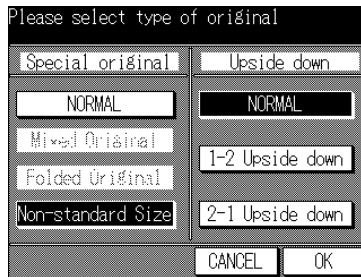 Please select type of original
Special original
Upside down
NORMAL
NORMAL
Mixed Original
1-2 Upside down
Folded Original
Non-standard Size
2-1 Upside down
CANCEL
OK